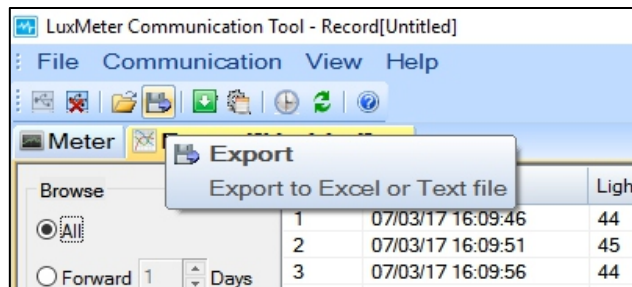 LuxMeter Communication Tool - Record[Untitled]
File Communication View Help
Meter
Export
Export to Excel or Text file
Ligh
Browse
All
Forward 1 Days
1 07/03/17 16:09:46 44
2 07/03/17 16:09:51 45
3 07/03/17 16:09:56 44